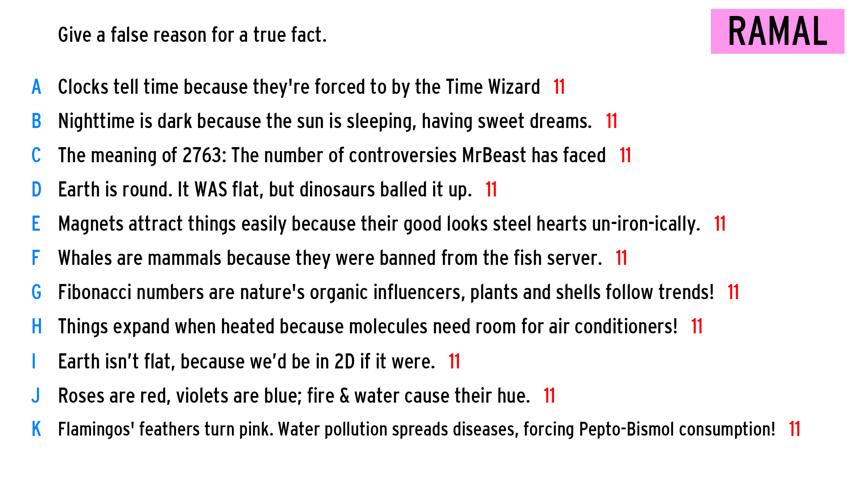 Give a false reason for a true fact.
RAMAL
A Clocks tell time because they're forced to by the Time Wizard 11
B Nighttime is dark because the sun is sleeping, having sweet dreams. 11
C The meaning of 2763: The number of controversies MrBeast has faced 11
D Earth is round. It WAS flat, but dinosaurs balled it up. 11
E Magnets attract things easily because their good looks steel hearts un-iron-ically. 11
F Whales are mammals because they were banned from the fish server. 11
G Fibonacci numbers are nature's organic influencers, plants and shells follow trends! 11
H Things expand when heated because molecules need room for air conditioners! 11
I Earth isn’t flat, because we’d be in 2D if it were. 11
J Roses are red, violets are blue; fire & water cause their hue. 11
K Flamingos' feathers turn pink. Water pollution spreads diseases, forcing Pepto-Bismol consumption! 11